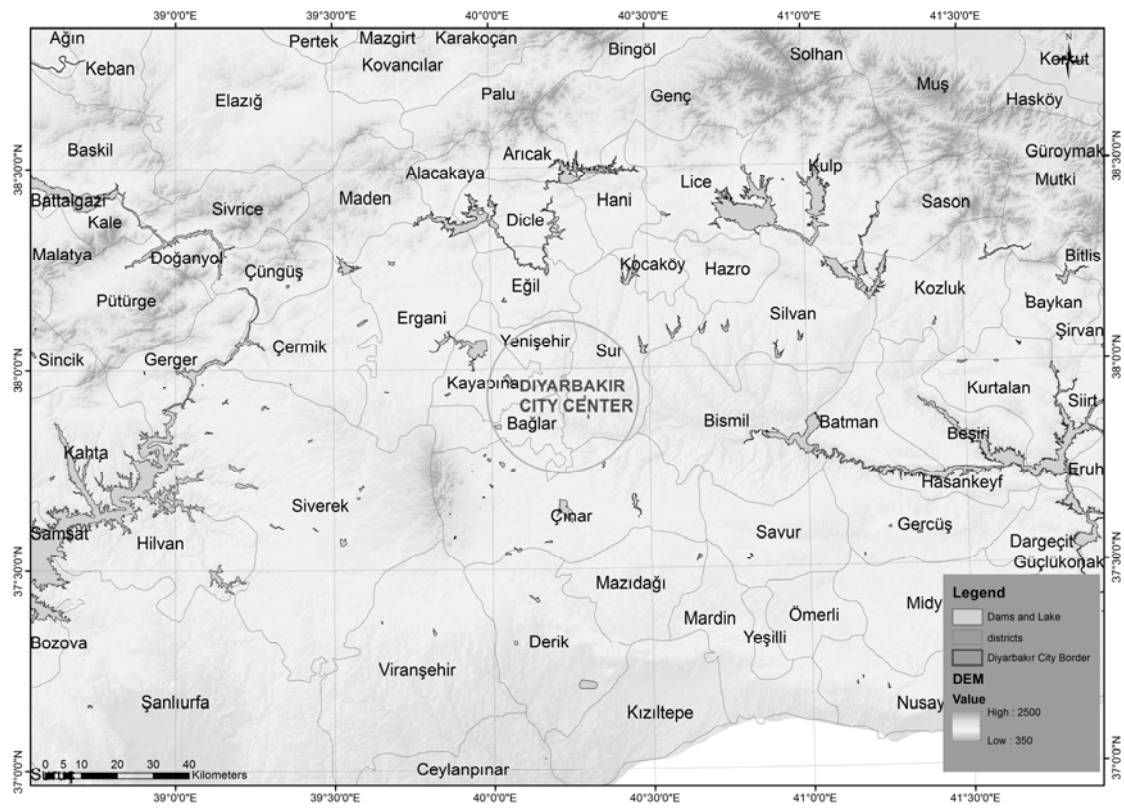 39°0'0"E 39°30'0"E 40°0'0"E 40°30'0"E 41°0'0"E 41°30'0"E
Ağın Pertek Mazgirt Karakoçan Bingöl Solhan N
Keban Kovancılar Korkut
Elazığ Palu Genç Muş Hasköy
Baskil Arıcak Kulp Güroymak
38°30'0"N 38°30'0"N
Alacakaya Lice Mutki
Battalgazi Maden Hani Sason
Kale Sivrice Dicle
Malatya Doğanyol Çüngüş Kocaköy Hazro Bitlis
Pütürge Eğil Kozluk Baykan
Ergani Silvan Şirvan
Yenişehir Sur
Sincik Gerger Çermik
38°0'0"N 38°0'0"N
Kayapına DIYARBAKIR Kurtalan Siirt
CITY CENTER
Bağlar Bismil Batman Beşiri
Kahta Eruh
Hasankeyf
Siverek Çınar Gercüş
Samsat Hilvan Savur Dargeçit
37°30'0"N Güçlükonak 37°30'0"N
Mazıdağı
Legend
Mardin Ömerli Midy
Dams and Lake
Bozova Derik Yeşilli
districts
Viranşehir
Diyarbakır City Border
DEM
Value
Şanlıurfa Kızıltepe Nusay
High : 2500
Low : 350
0 5 10 20 30 40
Kilometers
Ceylanpınar
37°0'0"N 37°0'0"N
39°0'0"E 39°30'0"E 40°0'0"E 40°30'0"E 41°0'0"E 41°30'0"E